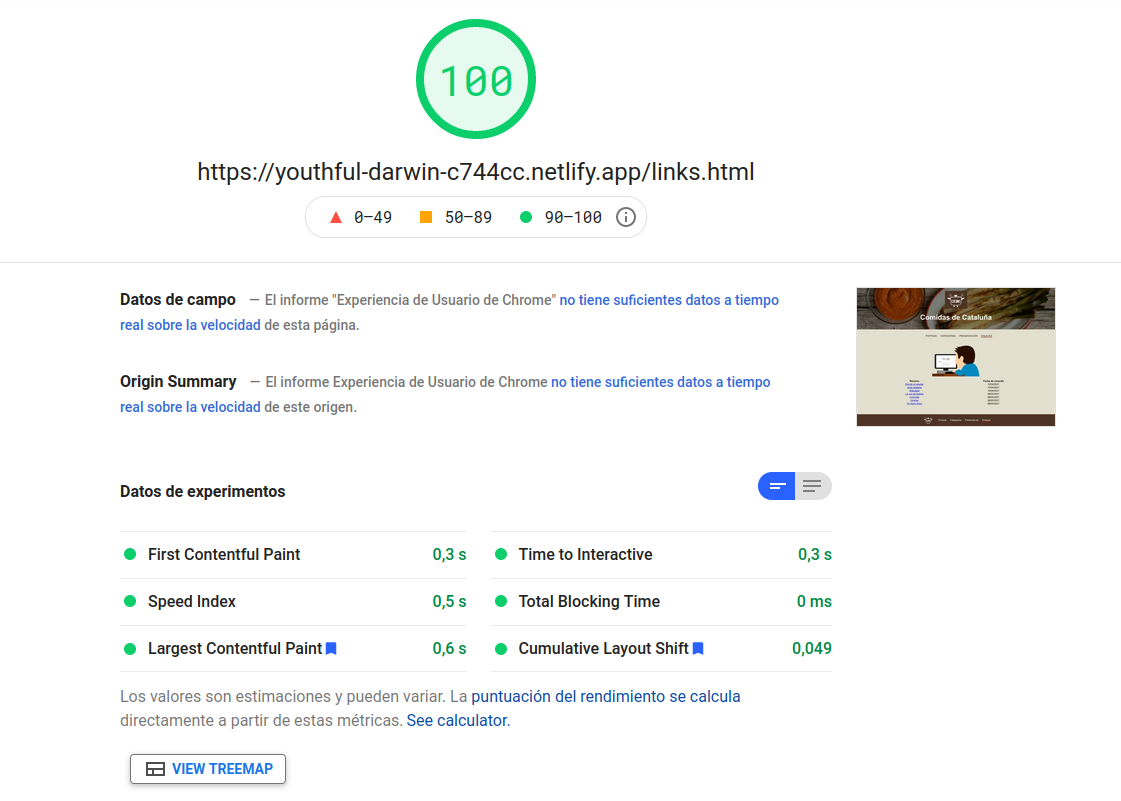 100
https://youthful-darwin-c744cc.netlify.app/links.html
0–49 50–89 90–100
Datos de campo — El informe "Experiencia de Usuario de Chrome" no tiene suficientes datos a tiempo
real sobre la velocidad de esta página.
Comidas de Cataluña
Origin Summary — El informe Experiencia de Usuario de Chrome no tiene suficientes datos a tiempo
real sobre la velocidad de este origen.
Datos de experimentos
First Contentful Paint 0,3 s
Time to Interactive 0,3 s
Speed Index 0,5 s
Total Blocking Time 0 ms
Largest Contentful Paint 0,6 s
Cumulative Layout Shift 0,049
Los valores son estimaciones y pueden variar. La puntuación del rendimiento se calcula
directamente a partir de estas métricas. See calculator.
VIEW TREEMAP